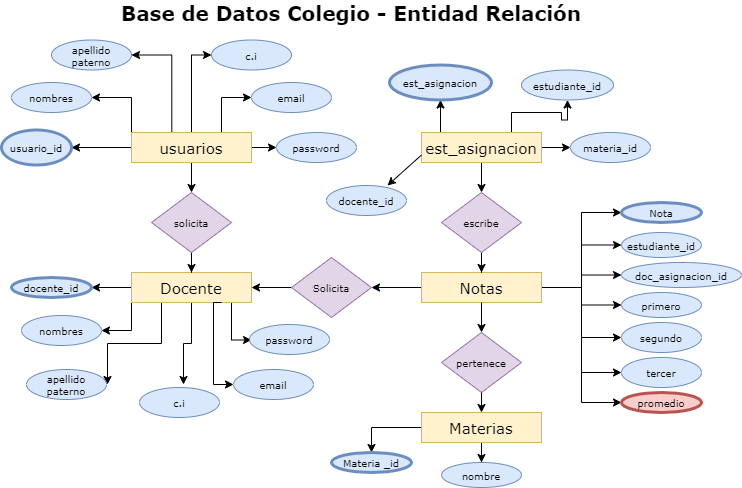 Base de Datos Colegio - Entidad Relación
apellido
paterno
c.i
nombres
email
usuario_id
usuarios
password
est_asignacion
estudiante_id
est_asignacion
materia_id
docente_id
solicita
escribe
Nota
estudiante_id
doc_asignacion_id
primero
segundo
tercer
promedio
docente_id
Docente
Solicita
Notas
nombres
password
apellido
paterno
c.i
email
pertenece
Materias
Materia _id
nombre